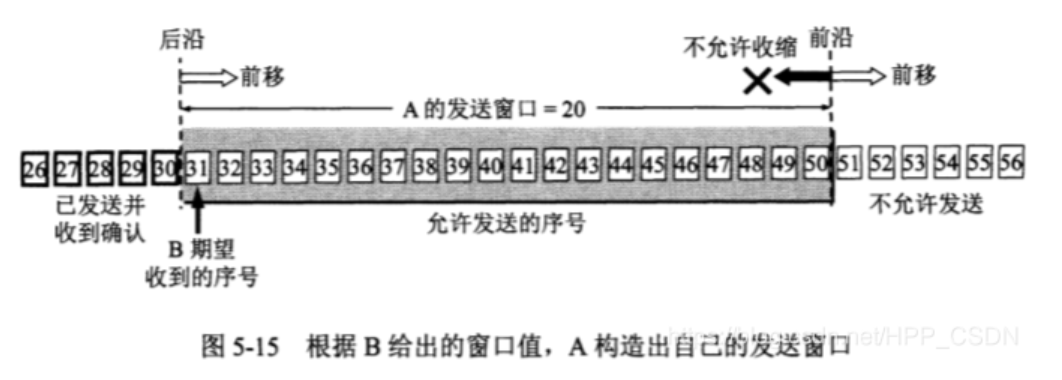 后沿 不允许收缩 前沿
前移 前移
A 的发送窗口 = 20
26 27 28 29 30 31 32 33 34 35 36 37 38 39 40 41 42 43 44 45 46 47 48 49 50 51 52 53 54 55 56
已发送并 允许发送的序号 不允许发送
收到确认
B 期望
收到的序号
图 5-15 根据 B 给出的窗口值，A 构造出自己的发送窗口
https://blog.csdn.net/HPP_CSDN